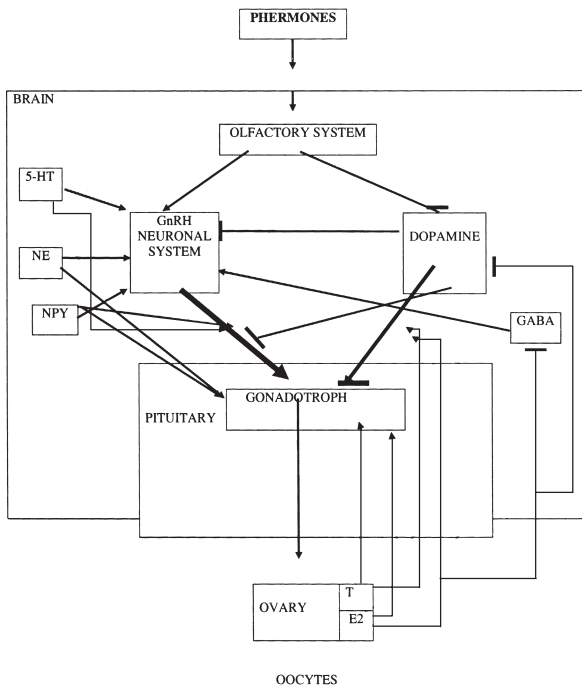 PHERMONES
BRAIN
OLFACTORY SYSTEM
5-HT
GnRH
NEURONAL
SYSTEM
DOPAMINE
NE
NPY
GABA
GONADOTROPH
PITUITARY
T
OVARY
E2
OOCYTES